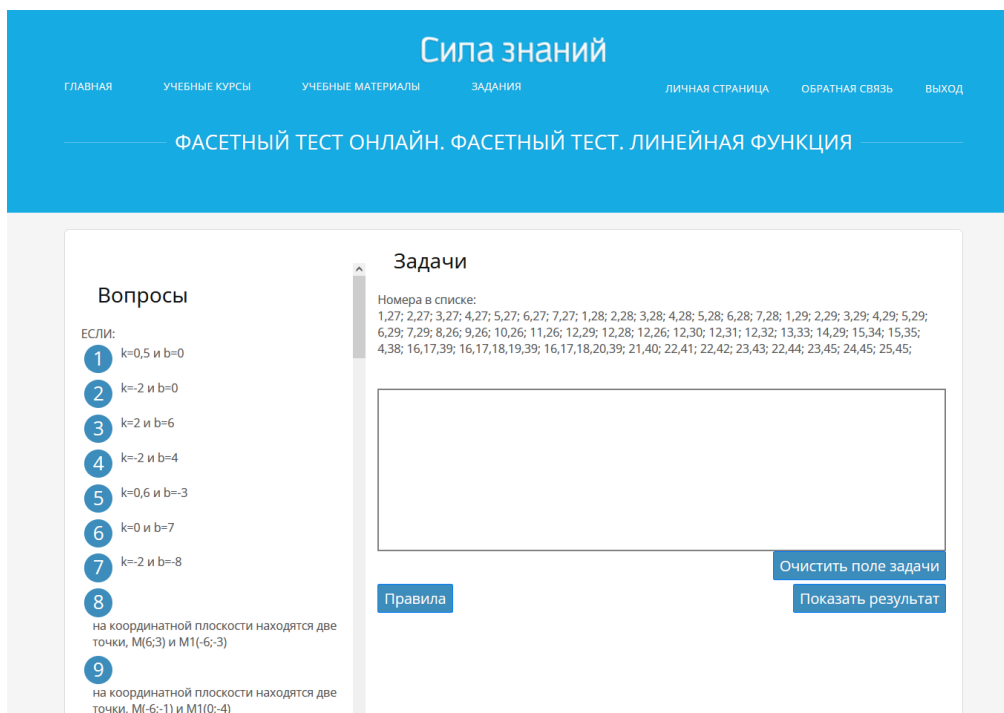 Сила знаний
ГЛАВНАЯ УЧЕБНЫЕ КУРСЫ УЧЕБНЫЕ МАТЕРИАЛЫ ЗАДАНИЯ ЛИЧНАЯ СТРАНИЦА ОБРАТНАЯ СВЯЗЬ ВЫХОД
ФАСЕТНЫЙ ТЕСТ ОНЛАЙН. ФАСЕТНЫЙ ТЕСТ. ЛИНЕЙНАЯ ФУНКЦИЯ
Вопросы
ЕСЛИ:
1 k=0,5 и b=0
2 k=-2 и b=0
3 k=2 и b=6
4 k=-2 и b=4
5 k=0,6 и b=-3
6 k=0 и b=7
7 k=-2 и b=-8
8
на координатной плоскости находятся две
точки, M(6;3) и M1(-6;-3)
9
на координатной плоскости находятся две
точки, M(-6;-1) и M1(0;-4)
Задачи
Номера в списке:
1,27; 2,27; 3,27; 4,27; 5,27; 6,27; 7,27; 1,28; 2,28; 3,28; 4,28; 5,28; 6,28; 7,28; 1,29; 2,29; 3,29; 4,29; 5,29;
6,29; 7,29; 8,26; 9,26; 10,26; 11,26; 12,29; 12,28; 12,26; 12,30; 12,31; 12,32; 13,33; 14,29; 15,34; 15,35;
4,38; 16,17,39; 16,17,18,19,39; 16,17,18,20,39; 21,40; 22,41; 22,42; 23,43; 22,44; 23,45; 24,45; 25,45;
Очистить поле задачи
Правила Показать результат